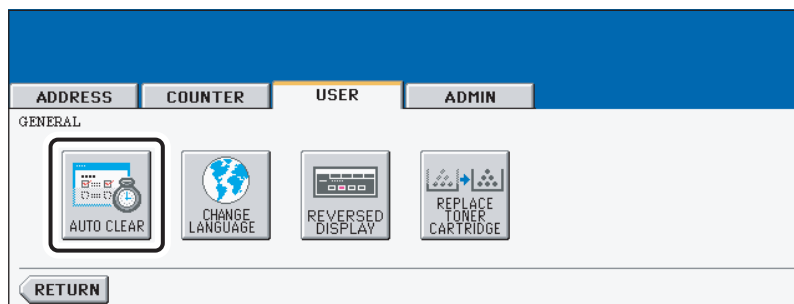 ADDRESS COUNTER USER ADMIN
GENERAL
AUTO CLEAR
CHANGE
LANGUAGE
REVERSED
DISPLAY
REPLACE
TONER
CARTRIDGE
RETURN